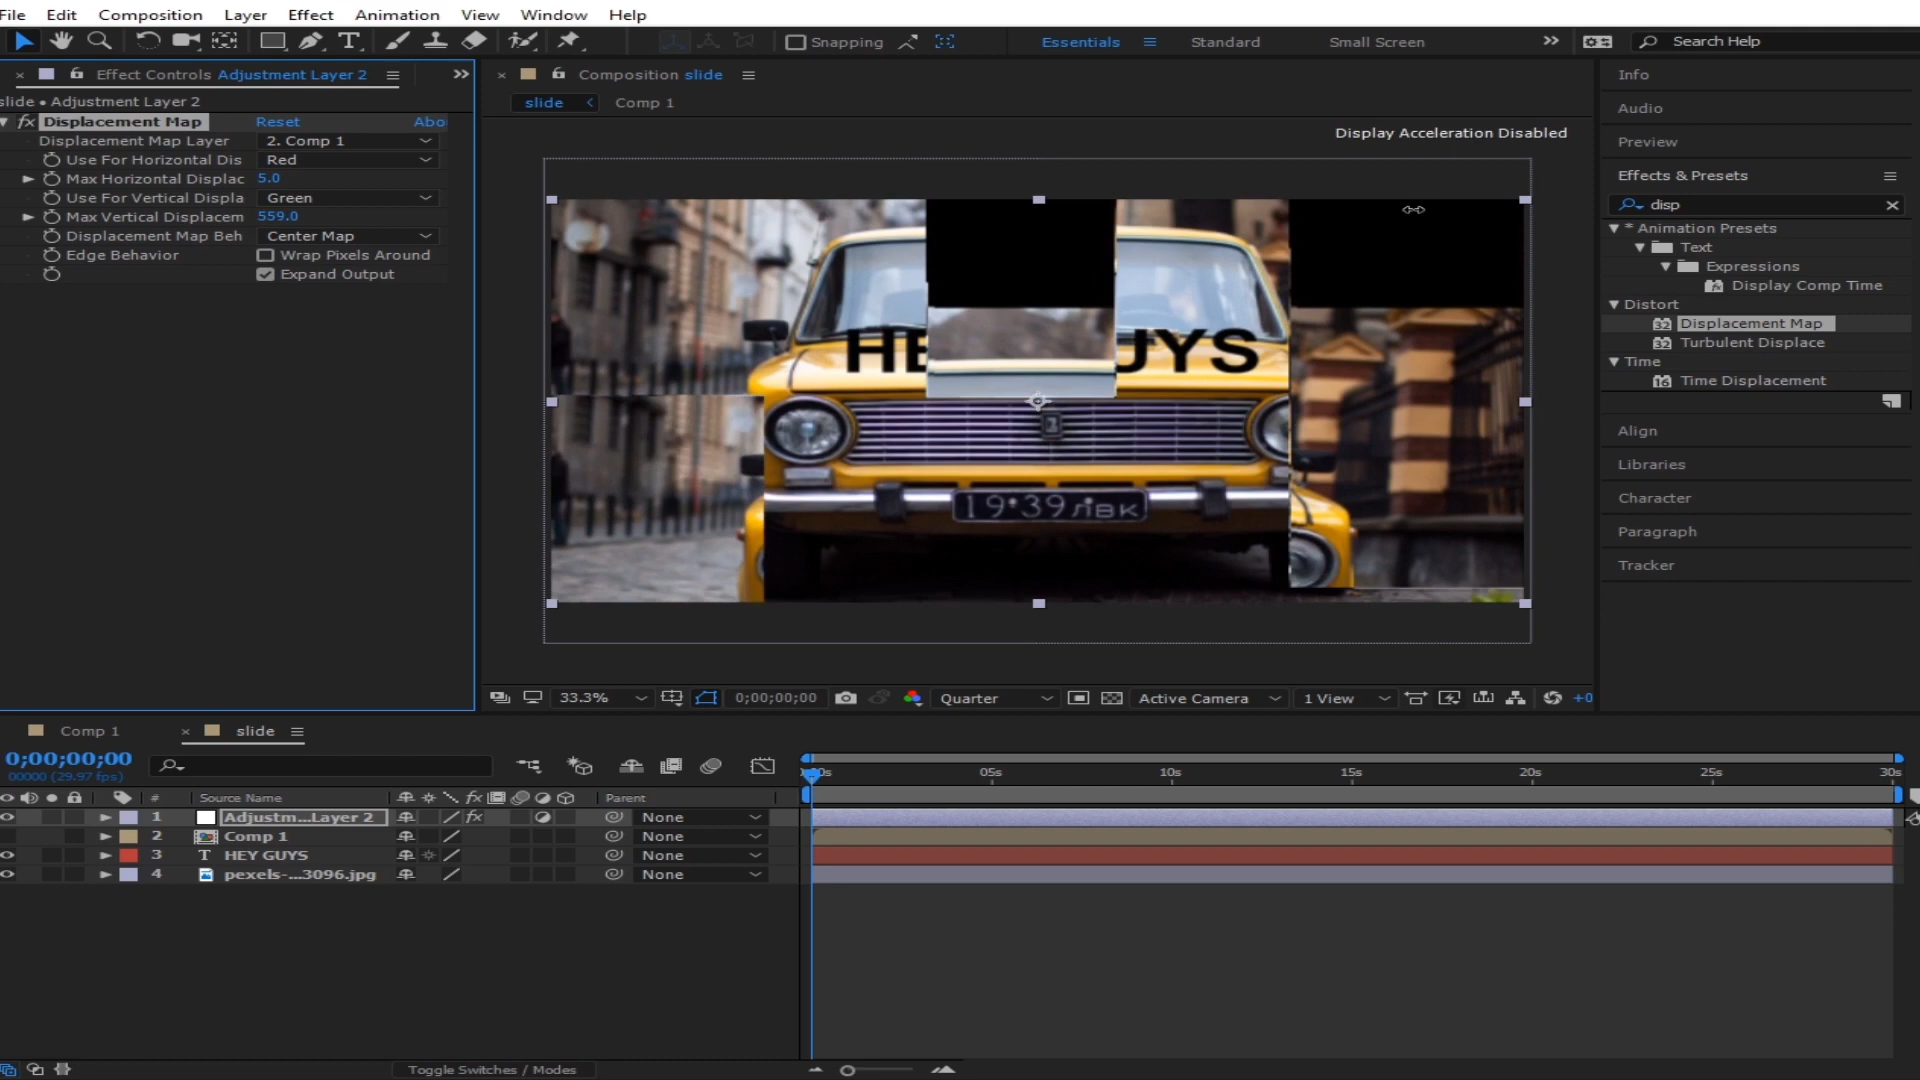 File Edit Composition Layer Effect Animation View Window Help
Snapping Essentials Standard Small Screen Search Help
Effect Controls Adjustment Layer 2
slide • Adjustment Layer 2
fx Displacement Map Reset Abo
Displacement Map Layer 2. Comp 1
Use For Horizontal Dis Red
Max Horizontal Displac 5.0
Use For Vertical Displa Green
Max Vertical Displacem 559.0
Displacement Map Beh Center Map
Edge Behavior Wrap Pixels Around
Expand Output
Composition slide
slide Comp 1
Display Acceleration Disabled
HE UYS
19*39 ЛВК
33.3% 0;00;00;00 Quarter Active Camera 1 View +0
Info
Audio
Preview
Effects & Presets
disp
* Animation Presets
Text
Expressions
Display Comp Time
Distort
32 Displacement Map
32 Turbulent Displace
Time
16 Time Displacement
Align
Libraries
Character
Paragraph
Tracker
Comp 1 slide
0;00;00;00
00000 (29.97 fps)
05s 10s 15s 20s 25s 30s
# Source Name fx Parent
1 Adjustm...Layer 2 fx None
2 Comp 1 None
3 T HEY GUYS None
4 pexels-...3096.jpg None
Toggle Switches / Modes